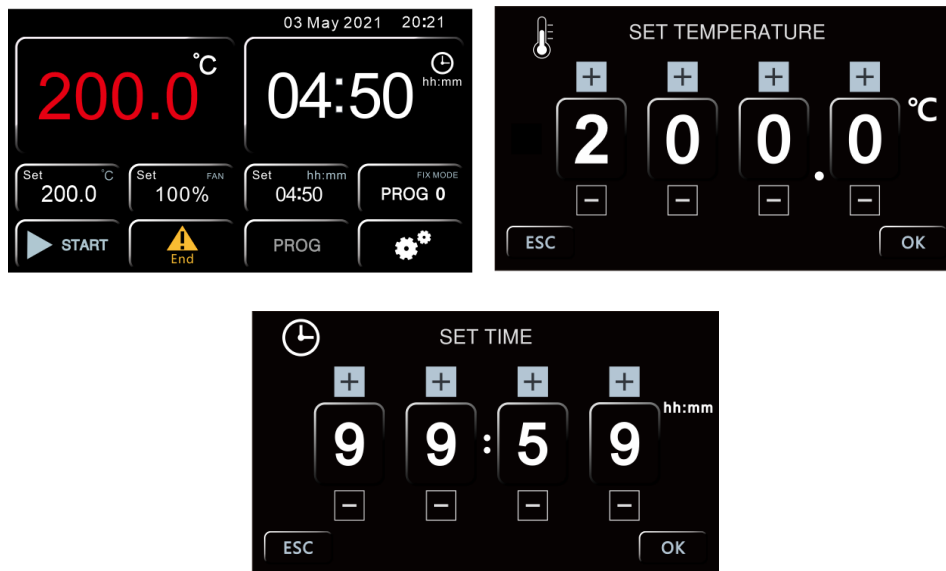 03 May 2021 20:21
200.0 °C
04:50 hh:mm
Set °C
200.0
Set FAN
100%
Set hh:mm
04:50
FIX MODE
PROG 0
START
End
PROG
SET TEMPERATURE
+ + + +
2 0 0 . 0 °C
- - - -
ESC OK
SET TIME
+ + + +
9 9 : 5 9 hh:mm
- - - -
ESC OK